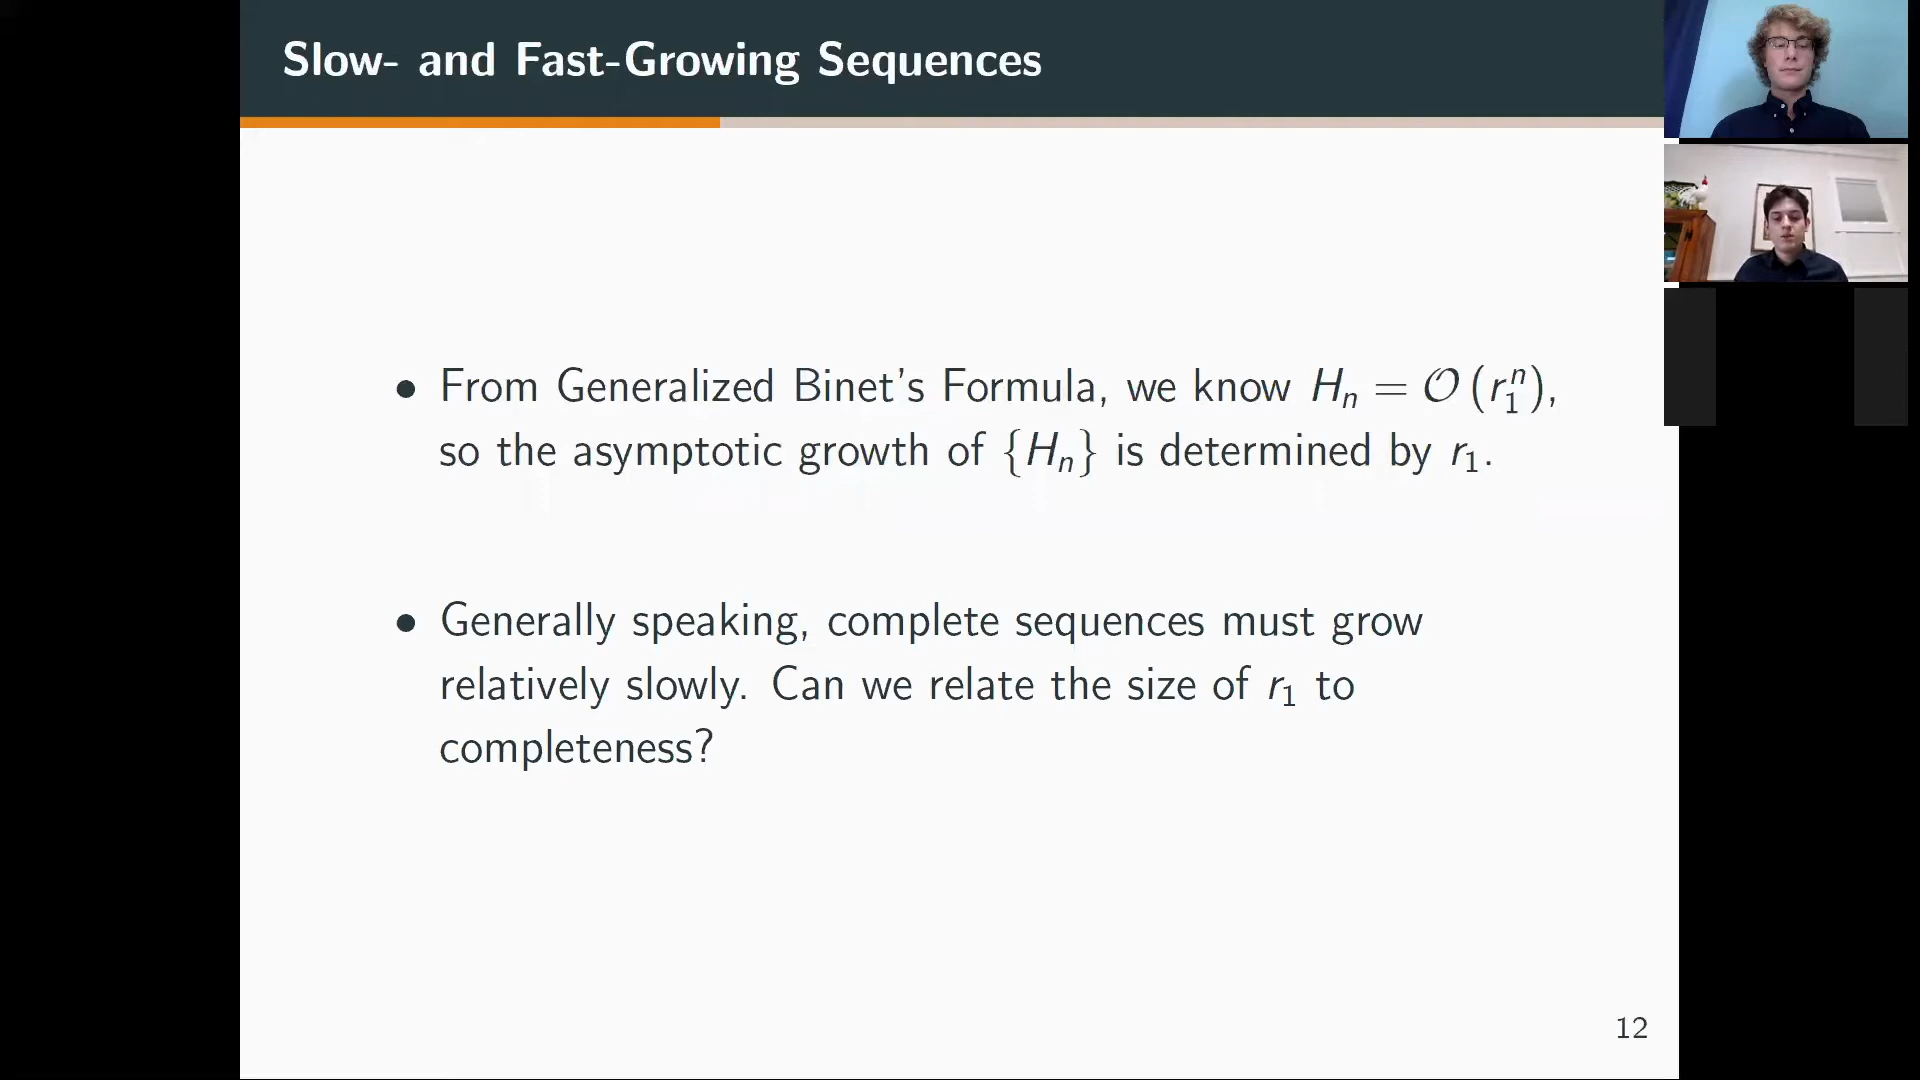 Slow- and Fast-Growing Sequences
• From Generalized Binet's Formula, we know Hₙ = 𝒪(r₁ⁿ),
so the asymptotic growth of {Hₙ} is determined by r₁.
• Generally speaking, complete sequences must grow
relatively slowly. Can we relate the size of r₁ to
completeness?
12